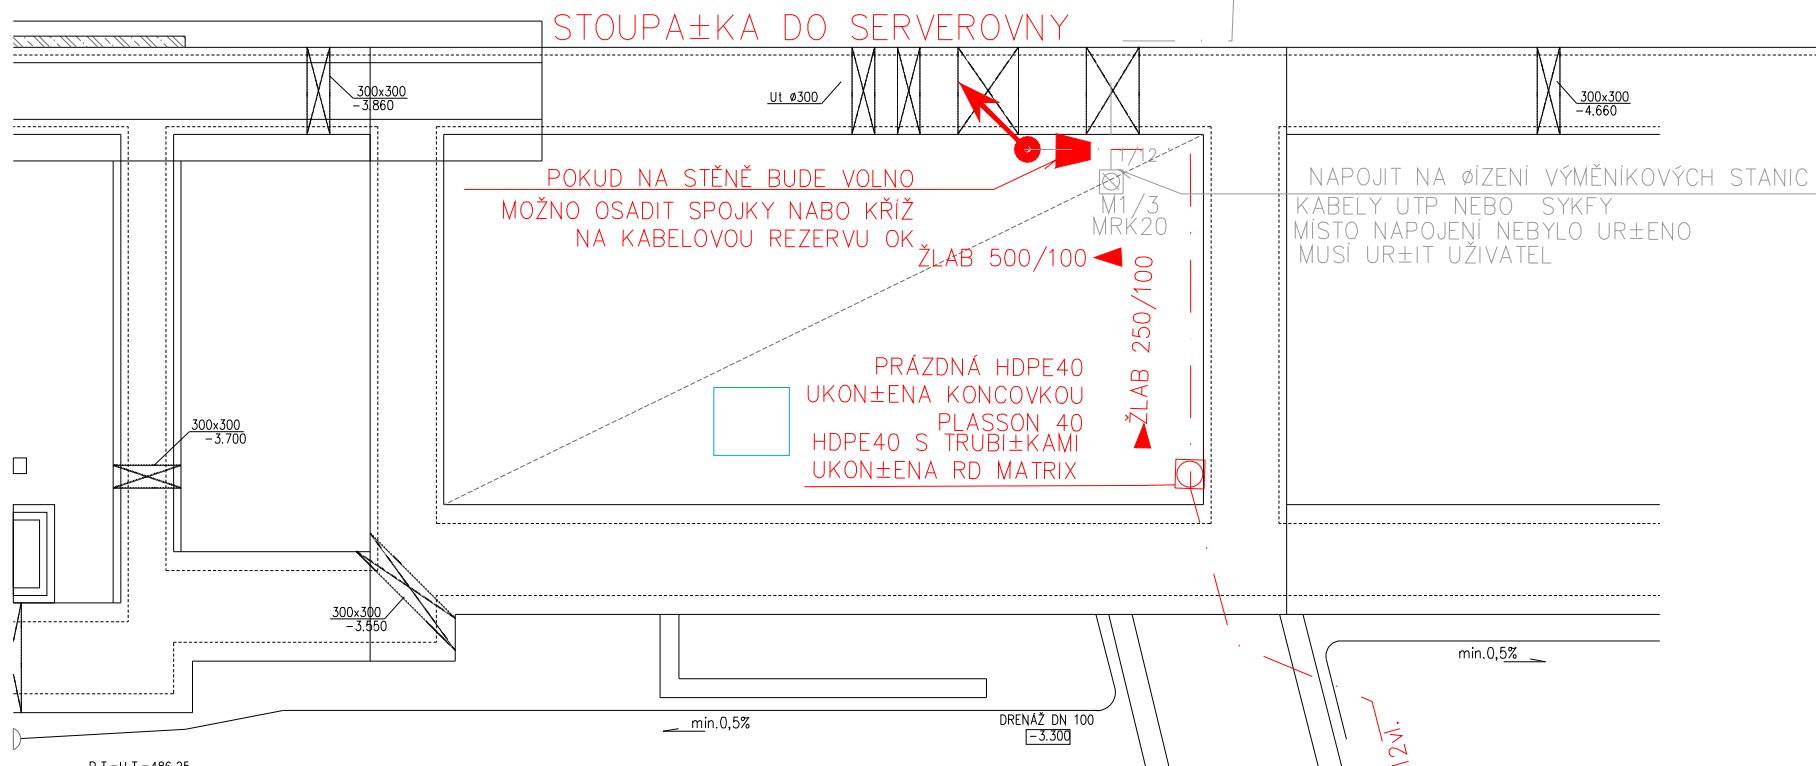 STOUPA±KA DO SERVEROVNY
300x300
-3.860
Ut ø300
300x300
-4.660
1/12
POKUD NA STĚNĚ BUDE VOLNO
MOŽNO OSADIT SPOJKY NABO KŘÍŽ
NA KABELOVOU REZERVU OK
M1/3
MRK20
NAPOJIT NA øÍZENÍ VÝMĚNÍKOVÝCH STANIC
KABELY UTP NEBO SYKFY
MÍSTO NAPOJENÍ NEBYLO UR±ENO
MUSÍ UR±IT UŽIVATEL
ŽLAB 500/100
ŽLAB 250/100
PRÁZDNÁ HDPE40
UKON±ENA KONCOVKOU
PLASSON 40
HDPE40 S TRUBI±KAMI
UKON±ENA RD MATRIX
300x300
-3.700
300x300
-3.550
min.0,5%
min.0,5%
DRENÁŽ DN 100
-3.300
12vl.